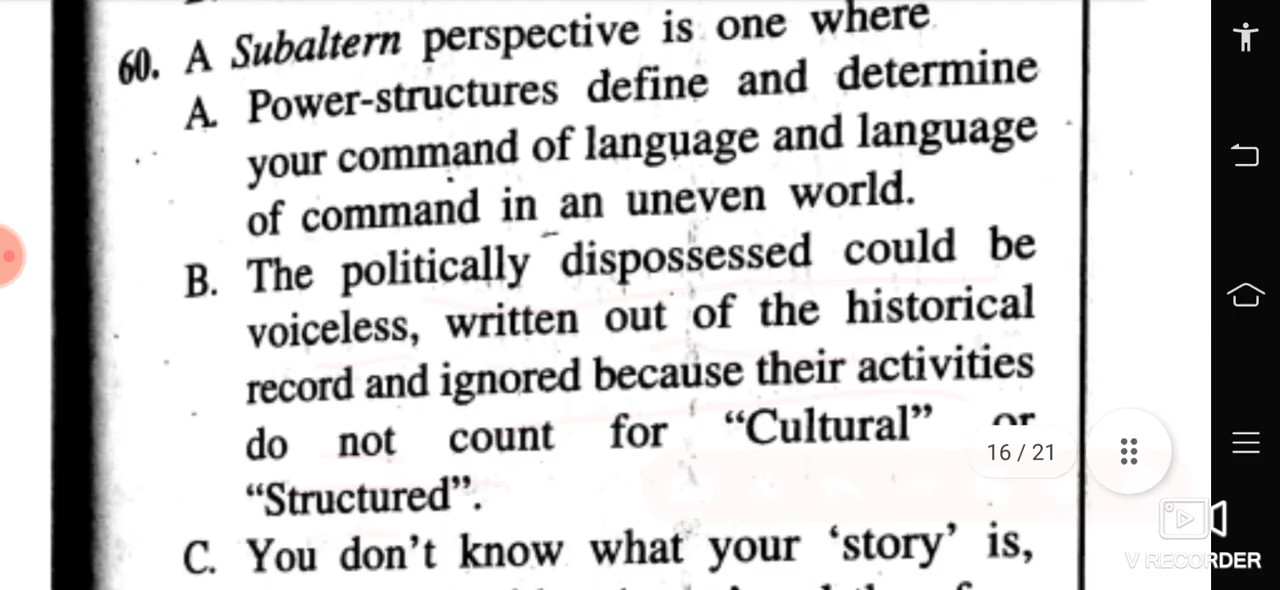 60. A Subaltern perspective is one where
A. Power-structures define and determine
your command of language and language
of command in an uneven world.
B. The politically dispossessed could be
voiceless, written out of the historical
record and ignored because their activities
do not count for “Cultural” or
“Structured”.
16 / 21
C. You don’t know what your ‘story’ is,
V RECORDER